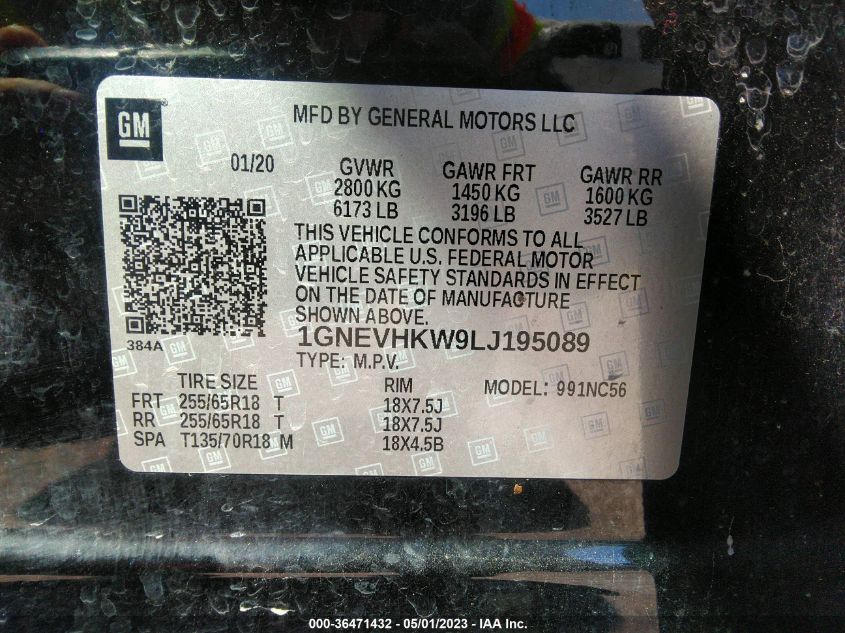 GM
MFD BY GENERAL MOTORS LLC
01/20 GVWR GAWR FRT GAWR RR
2800 KG 1450 KG 1600 KG
6173 LB 3196 LB 3527 LB
THIS VEHICLE CONFORMS TO ALL
APPLICABLE U.S. FEDERAL MOTOR
VEHICLE SAFETY STANDARDS IN EFFECT
ON THE DATE OF MANUFACTURE
SHOWN ABOVE.
384A
1GNEVHKW9LJ195089
TYPE: M.P.V.
TIRE SIZE RIM MODEL: 991NC56
FRT 255/65R18 T 18X7.5J
RR 255/65R18 T 18X7.5J
SPA T135/70R18 M 18X4.5B
000-36471432 - 05/01/2023 - IAA Inc.